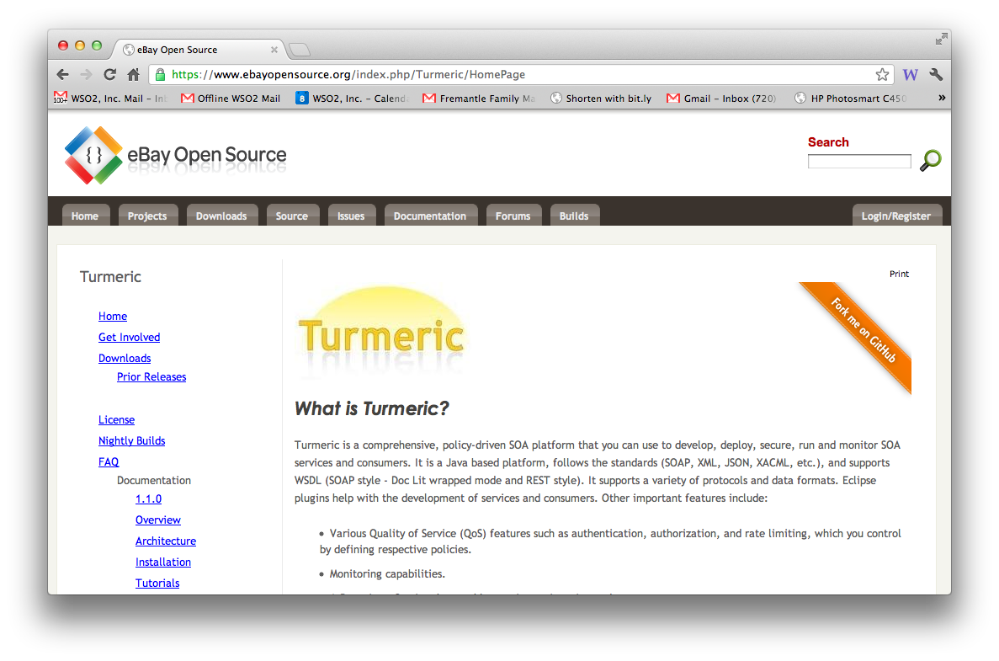 eBay Open Source
https://www.ebayopensource.org/index.php/Turmeric/HomePage
W
100+ WSO2, Inc. Mail – In
Offline WSO2 Mail
8 WSO2, Inc. – Calend
Fremantle Family Ma
Shorten with bit.ly
Gmail – Inbox (720)
HP Photosmart C450
»
{ } eBay Open Source
Search
Home
Projects
Downloads
Source
Issues
Documentation
Forums
Builds
Login/Register
Turmeric
Home
Get Involved
Downloads
Prior Releases
License
Nightly Builds
FAQ
Documentation
1.1.0
Overview
Architecture
Installation
Tutorials
Print
Turmeric
Fork me on GitHub
What is Turmeric?
Turmeric is a comprehensive, policy-driven SOA platform that you can use to develop, deploy, secure, run and monitor SOA
services and consumers. It is a Java based platform, follows the standards (SOAP, XML, JSON, XACML, etc.), and supports
WSDL (SOAP style - Doc Lit wrapped mode and REST style). It supports a variety of protocols and data formats. Eclipse
plugins help with the development of services and consumers. Other important features include:
• Various Quality of Service (QoS) features such as authentication, authorization, and rate limiting, which you control
by defining respective policies.
• Monitoring capabilities.